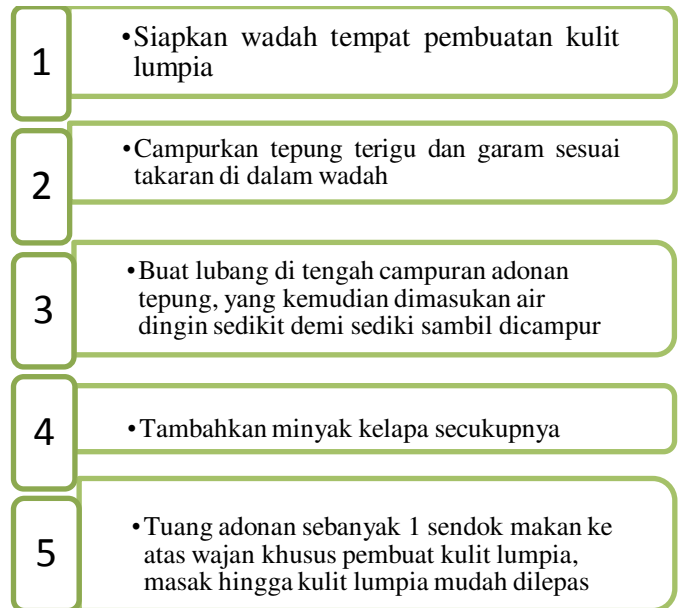 1
•Siapkan wadah tempat pembuatan kulit
lumpia
2
•Campurkan tepung terigu dan garam sesuai
takaran di dalam wadah
3
•Buat lubang di tengah campuran adonan
tepung, yang kemudian dimasukan air
dingin sedikit demi sediki sambil dicampur
4
•Tambahkan minyak kelapa secukupnya
5
•Tuang adonan sebanyak 1 sendok makan ke
atas wajan khusus pembuat kulit lumpia,
masak hingga kulit lumpia mudah dilepas